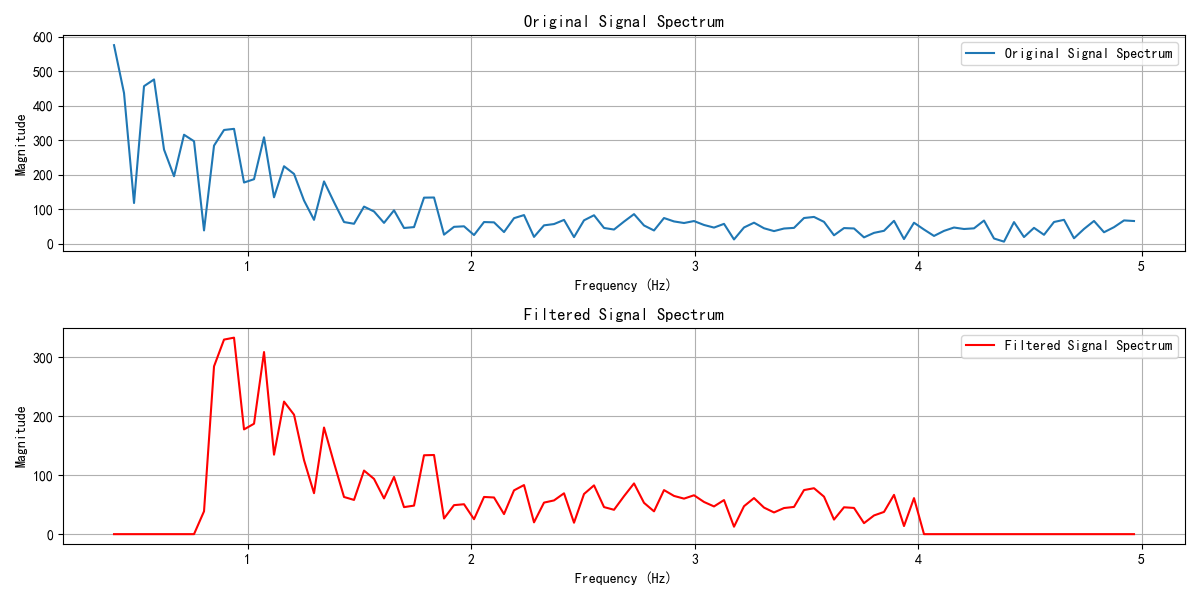 Original Signal Spectrum
600
500
400
300
200
100
0
Magnitude
Original Signal Spectrum
1
2
3
4
5
Frequency (Hz)
Filtered Signal Spectrum
300
200
100
0
Magnitude
Filtered Signal Spectrum
1
2
3
4
5
Frequency (Hz)